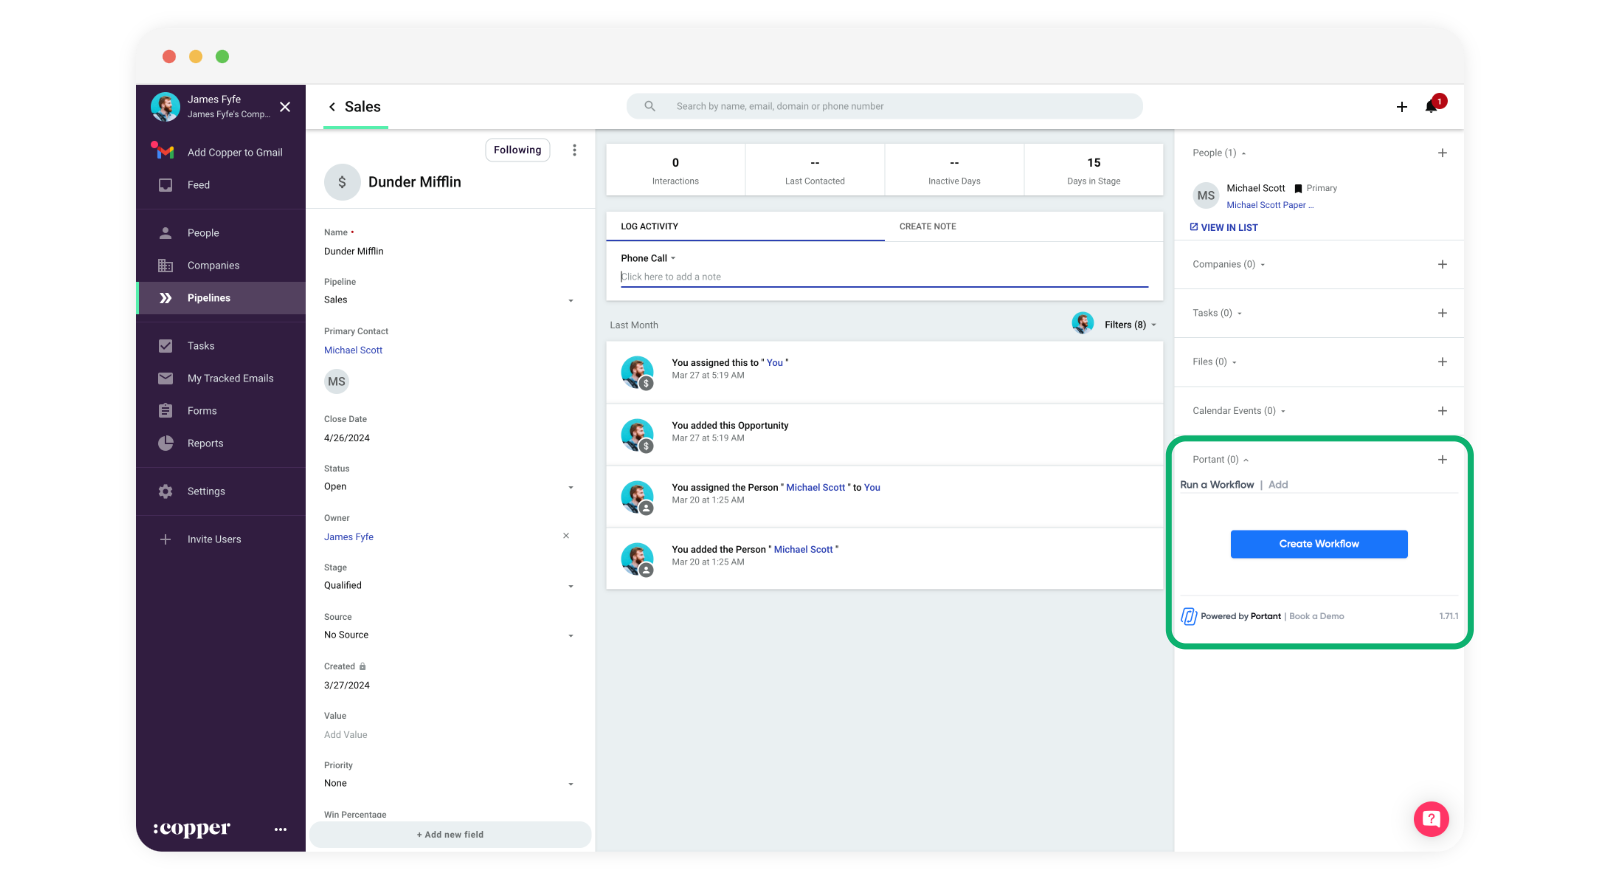 James Fyfe
James Fyfe's Comp...
Add Copper to Gmail
Feed
People
Companies
Pipelines
Tasks
My Tracked Emails
Forms
Reports
Settings
Invite Users
:copper
Sales
Search by name, email, domain or phone number
1
Following
$
Dunder Mifflin
Name •
Dunder Mifflin
Pipeline
Sales
Primary Contact
Michael Scott
MS
Close Date
4/26/2024
Status
Open
Owner
James Fyfe
Stage
Qualified
Source
No Source
Created
3/27/2024
Value
Add Value
Priority
None
Win Percentage
+ Add new field
0
Interactions
--
Last Contacted
--
Inactive Days
15
Days in Stage
LOG ACTIVITY
CREATE NOTE
Phone Call
Click here to add a note
Last Month
Filters (8)
You assigned this to " You "
Mar 27 at 5:19 AM
You added this Opportunity
Mar 27 at 5:19 AM
You assigned the Person " Michael Scott " to You
Mar 20 at 1:25 AM
You added the Person " Michael Scott "
Mar 20 at 1:25 AM
People (1)
MS
Michael Scott Primary
Michael Scott Paper ...
VIEW IN LIST
Companies (0)
Tasks (0)
Files (0)
Calendar Events (0)
Portant (0)
Run a Workflow | Add
Create Workflow
Powered by Portant | Book a Demo
1.71.1